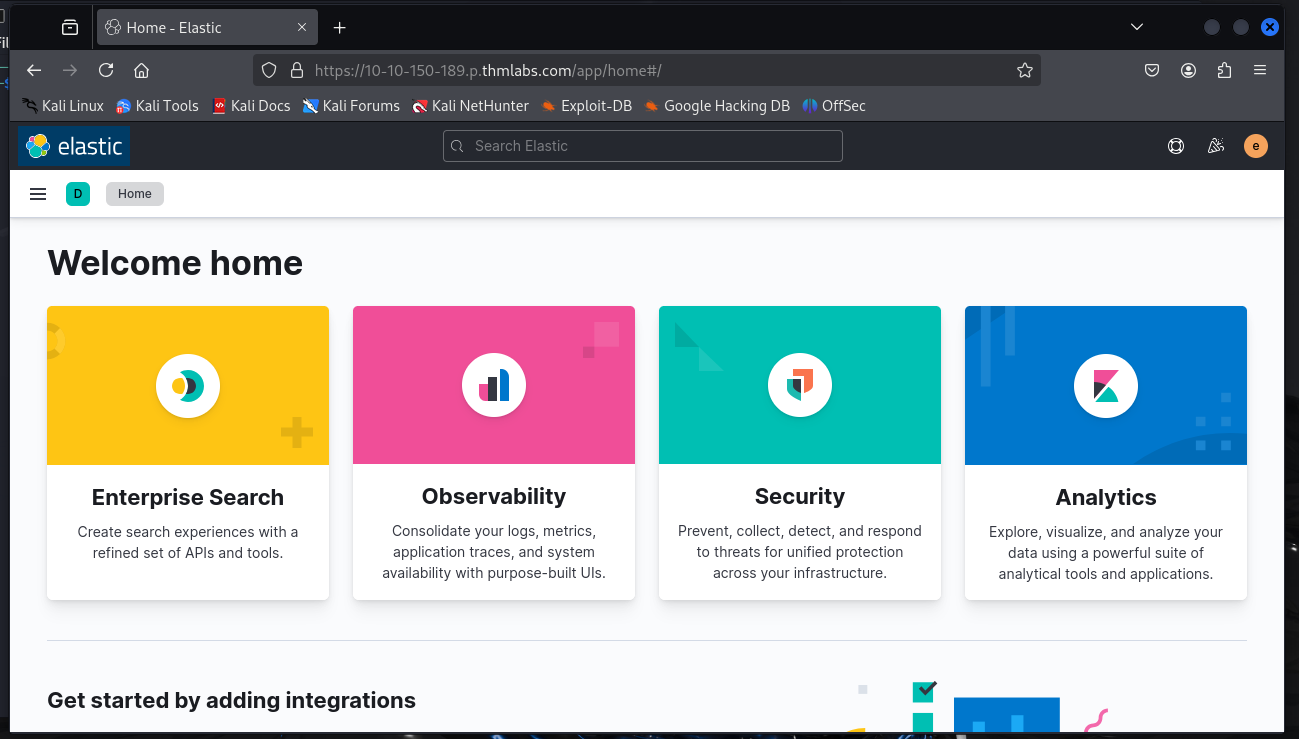 Home - Elastic
https://10-10-150-189.p.thmlabs.com/app/home#/
Kali Linux Kali Tools Kali Docs Kali Forums Kali NetHunter Exploit-DB Google Hacking DB OffSec
elastic Search Elastic e
D Home
Welcome home
Enterprise Search
Create search experiences with a
refined set of APIs and tools.
Observability
Consolidate your logs, metrics,
application traces, and system
availability with purpose-built UIs.
Security
Prevent, collect, detect, and respond
to threats for unified protection
across your infrastructure.
Analytics
Explore, visualize, and analyze your
data using a powerful suite of
analytical tools and applications.
Get started by adding integrations